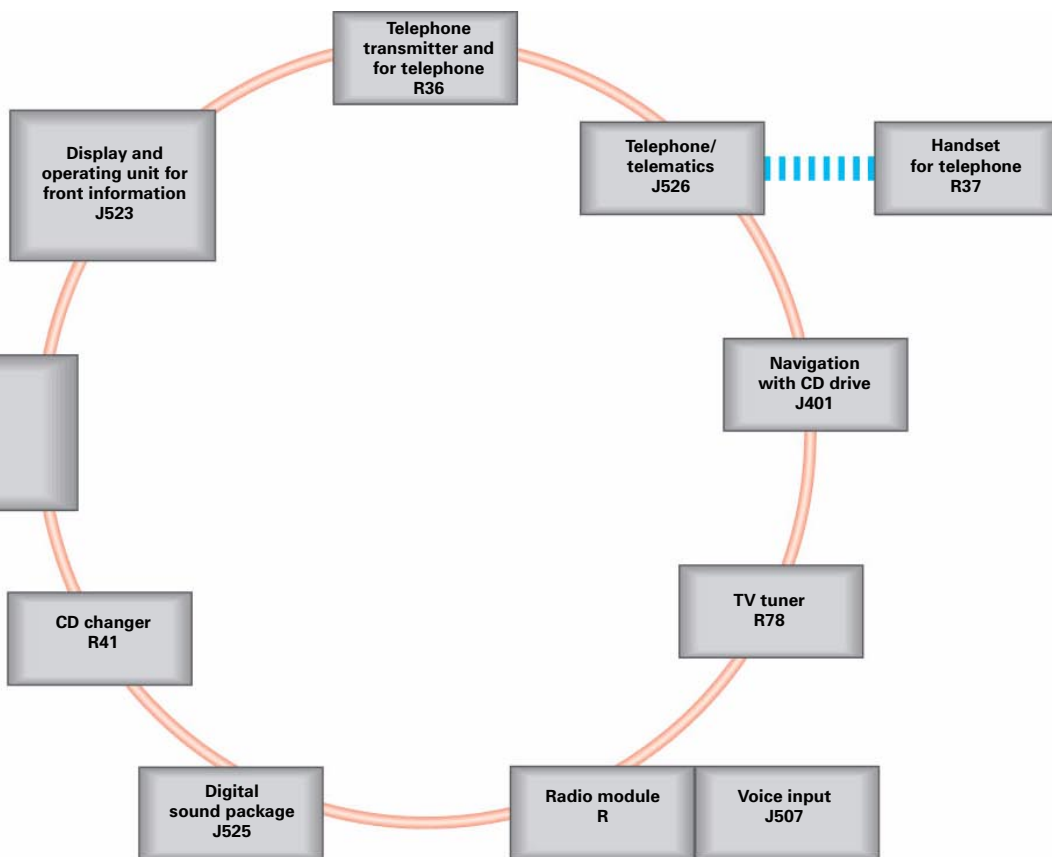 Telephone
transmitter and
for telephone
R36
Display and
operating unit for
front information
J523
Telephone/
telematics
J526
Handset
for telephone
R37
Navigation
with CD drive
J401
TV tuner
R78
CD changer
R41
Digital
sound package
J525
Radio module
R
Voice input
J507